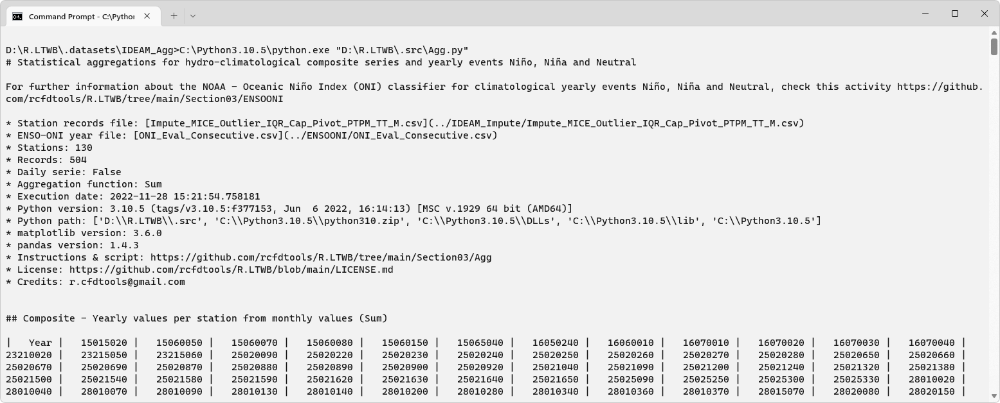 Command Prompt - C:\Python
D:\R.LTWB\.datasets\IDEAM_Agg>C:\Python3.10.5\python.exe "D:\R.LTWB\.src\Agg.py"
# Statistical aggregations for hydro-climatological composite series and yearly events Niño, Niña and Neutral
For further information about the NOAA - Oceanic Niño Index (ONI) classifier for climatological yearly events Niño, Niña and Neutral, check this activity https://github.
com/rcfdtools/R.LTWB/tree/main/Section03/ENSOONI
* Station records file: [Impute_MICE_Outlier_IQR_Cap_Pivot_PTPM_TT_M.csv](../IDEAM_Impute/Impute_MICE_Outlier_IQR_Cap_Pivot_PTPM_TT_M.csv)
* ENSO-ONI year file: [ONI_Eval_Consecutive.csv](../ENSOONI/ONI_Eval_Consecutive.csv)
* Stations: 130
* Records: 504
* Daily serie: False
* Aggregation function: Sum
* Execution date: 2022-11-28 15:21:54.758181
* Python version: 3.10.5 (tags/v3.10.5:f377153, Jun  6 2022, 16:14:13) [MSC v.1929 64 bit (AMD64)]
* Python path: ['D:\\R.LTWB\\.src', 'C:\\Python3.10.5\\python310.zip', 'C:\\Python3.10.5\\DLLs', 'C:\\Python3.10.5\\lib', 'C:\\Python3.10.5']
* matplotlib version: 3.6.0
* pandas version: 1.4.3
* Instructions & script: https://github.com/rcfdtools/R.LTWB/tree/main/Section03/Agg
* License: https://github.com/rcfdtools/R.LTWB/blob/main/LICENSE.md
* Credits: r.cfdtools@gmail.com
## Composite - Yearly values per station from monthly values (Sum)
|   Year |   15015020 |   15060050 |   15060070 |   15060080 |   15060150 |   15065040 |   16050240 |   16060010 |   16070010 |   16070020 |   16070030 |   16070040 |
23210020 |   23215050 |   23215060 |   25020090 |   25020220 |   25020230 |   25020240 |   25020250 |   25020260 |   25020270 |   25020280 |   25020650 |   25020660 |
25020670 |   25020690 |   25020870 |   25020880 |   25020890 |   25020900 |   25020920 |   25021040 |   25021090 |   25021200 |   25021240 |   25021320 |   25021380 |
25021500 |   25021540 |   25021580 |   25021590 |   25021620 |   25021630 |   25021640 |   25021650 |   25025090 |   25025250 |   25025300 |   25025330 |   28010020 |
28010040 |   28010070 |   28010090 |   28010130 |   28010140 |   28010200 |   28010280 |   28010340 |   28010360 |   28010370 |   28015070 |   28020080 |   28020150 |